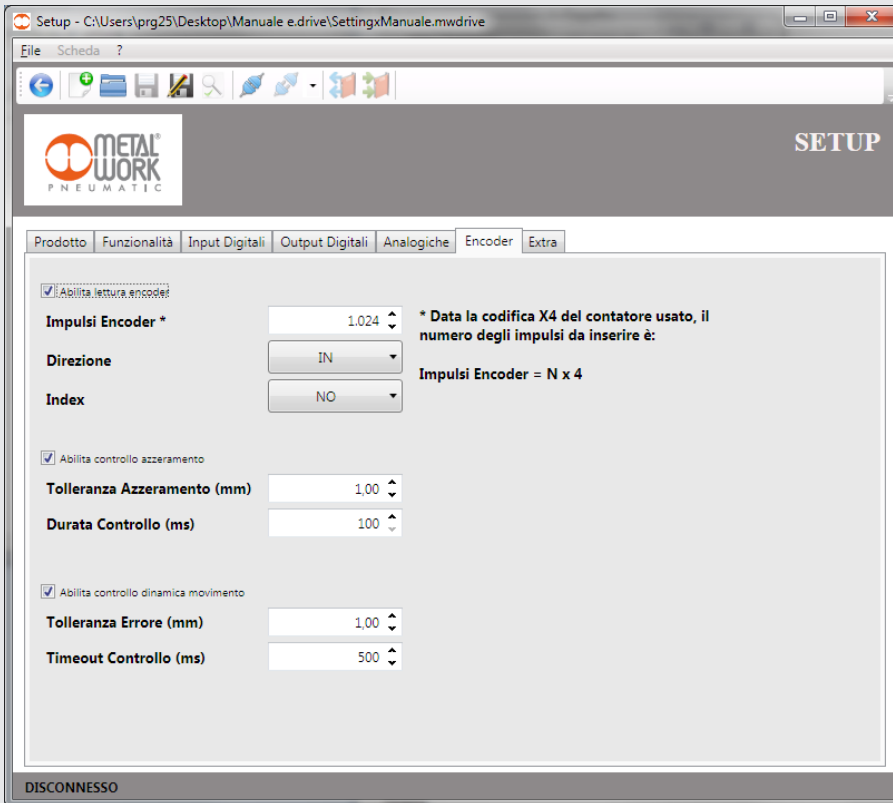 Setup - C:\Users\prg25\Desktop\Manuale e.drive\SettingxManuale.mwdrive
File Scheda ?
METAL®
WORK
PNEUMATIC
SETUP
Prodotto Funzionalità Input Digitali Output Digitali Analogiche Encoder Extra
Abilita lettura encoder
Impulsi Encoder * 1.024
* Data la codifica X4 del contatore usato, il
numero degli impulsi da inserire è:
Direzione IN
Impulsi Encoder = N x 4
Index NO
Abilita controllo azzeramento
Tolleranza Azzeramento (mm) 1,00
Durata Controllo (ms) 100
Abilita controllo dinamica movimento
Tolleranza Errore (mm) 1,00
Timeout Controllo (ms) 500
DISCONNESSO